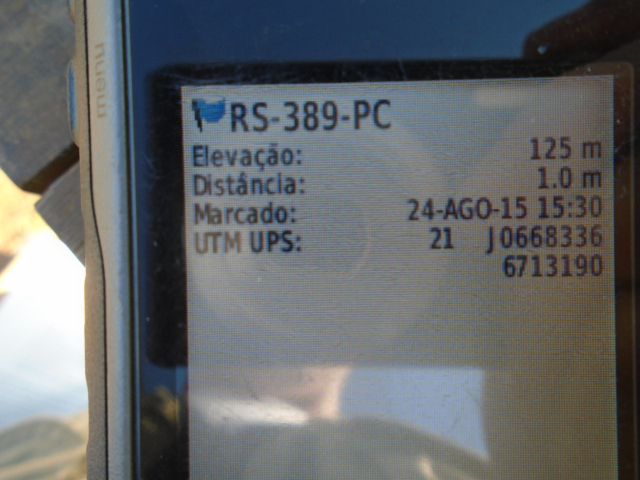 menu
RS-389-PC
Elevação: 125 m
Distância: 1.0 m
Marcado: 24-AGO-15 15:30
UTM UPS: 21 J0668336
6713190